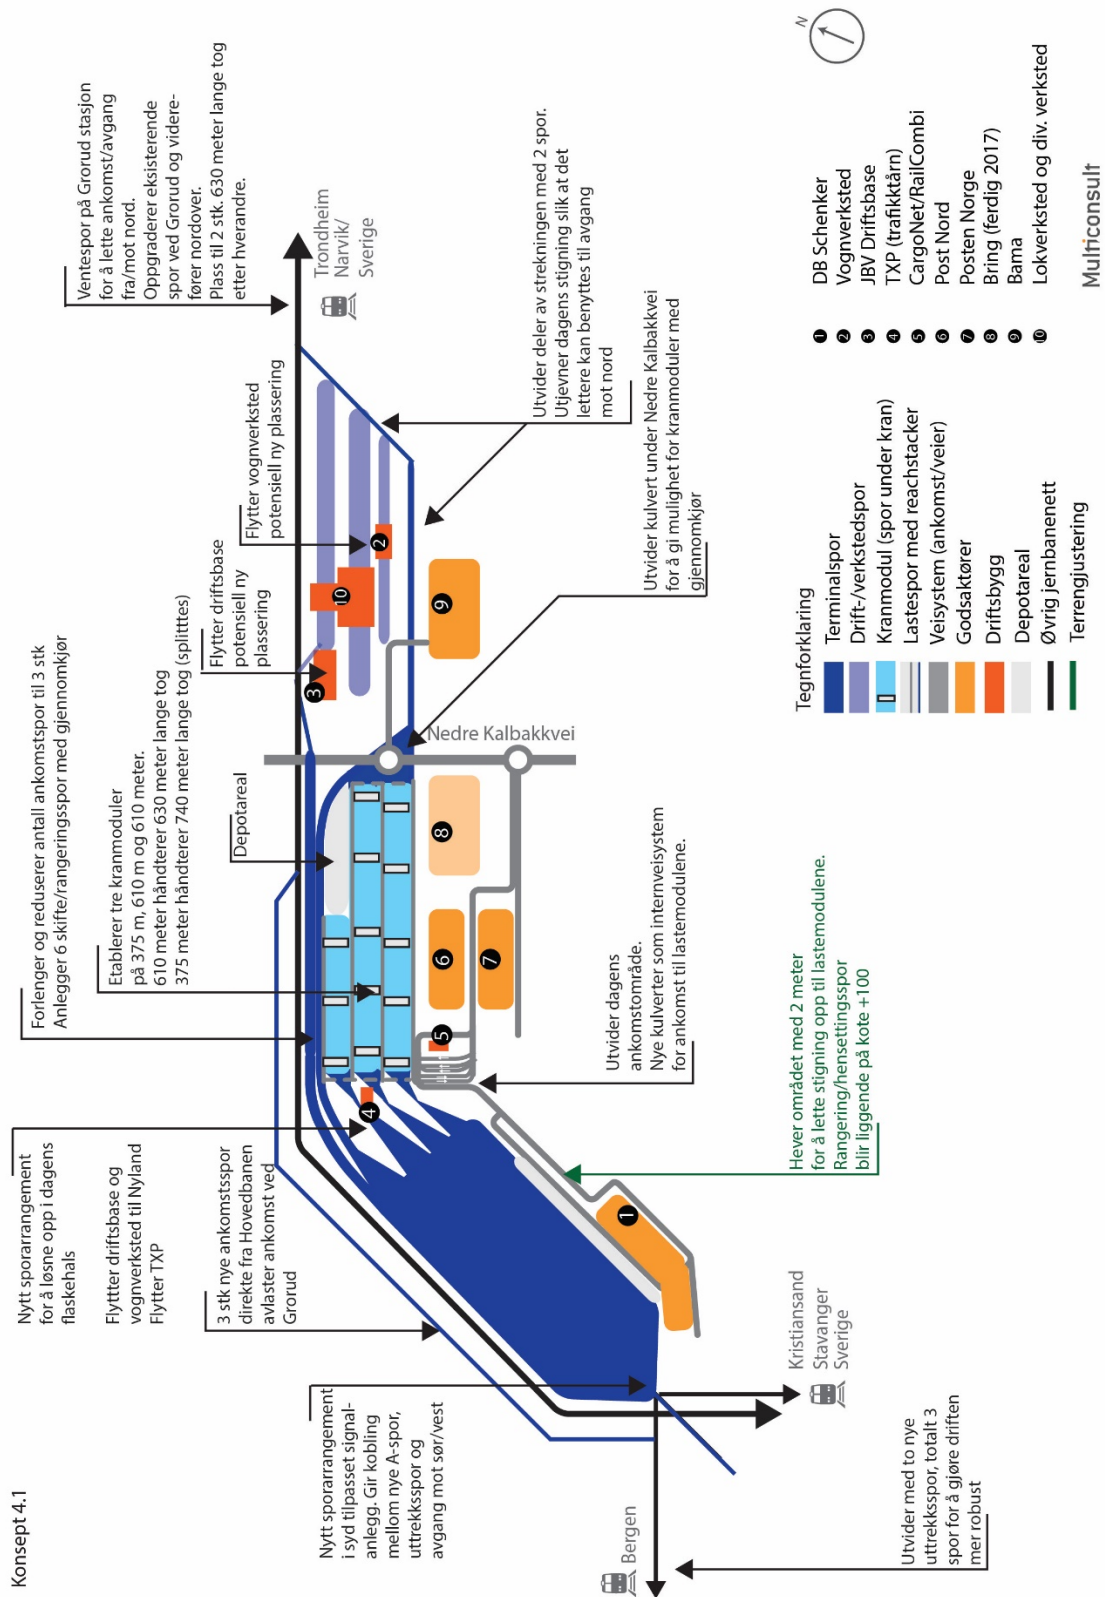 Konsept 4.1
Nytt sporarrangement
for å løsne opp i dagens
flaskehals
Flyttter driftsbase og
vognverksted til Nyland
Flytter TXP
Forlenger og reduserer antall ankomstspor til 3 stk
Anlegger 6 skifte/rangeringsspor med gjennomkjør
Etablerer tre kranmoduler
på 375 m, 610 m og 610 meter.
610 meter håndterer 630 meter lange tog
375 meter håndterer 740 meter lange tog (splitttes)
Ventespor på Grorud stasjon
for å lette ankomst/avgang
fra/mot nord.
Oppgraderer eksisterende
spor ved Grorud og videre-
fører nordover.
Plass til 2 stk. 630 meter lange tog
etter hverandre.
3 stk nye ankomstsspor
direkte fra Hovedbanen
avlaster ankomst ved
Grorud
Depotareal
Flytter driftsbase
potensiell ny
plassering
Flytter vognverksted
potensiell ny plassering
Trondheim
Narvik/
Sverige
Nytt sporarrangement
i syd tilpasset signal-
anlegg. Gir kobling
mellom nye A-spor,
uttrekksspor og
avgang mot sør/vest
3
10
2
4
5
6
7
8
9
1
Nedre Kalbakkvei
Utvider deler av strekningen med 2 spor.
Utjevner dagens stigning slik at det
lettere kan benyttes til avgang
mot nord
Utvider kulvert under Nedre Kalbakkvei
for å gi mulighet for kranmoduler med
gjennomkjør
Bergen
Kristiansand
Stavanger
Sverige
Utvider dagens
ankomstområde.
Nye kulverter som internveisystem
for ankomst til lastemodulene.
Hever området med 2 meter
for å lette stigning opp til lastemodulene.
Rangering/hensettingsspor
blir liggende på kote +100
Utvider med to nye
uttrekksspor, totalt 3
spor for å gjøre driften
mer robust
Tegnforklaring
Terminalspor
Drift-/verkstedspor
Kranmodul (spor under kran)
Lastespor med reachstacker
Veisystem (ankomst/veier)
Godsaktører
Driftsbygg
Depotareal
Øvrig jernbanenett
Terrengjustering
1 DB Schenker
2 Vognverksted
3 JBV Driftsbase
4 TXP (trafikktårn)
5 CargoNet/RailCombi
6 Post Nord
7 Posten Norge
8 Bring (ferdig 2017)
9 Bama
10 Lokverksted og div. verksted
N
Multiconsult